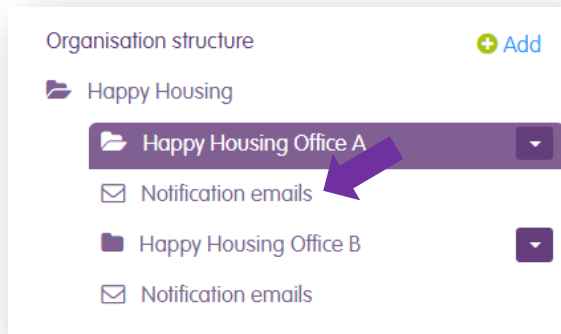 Organisation structure
Add
Happy Housing
Happy Housing Office A
Notification emails
Happy Housing Office B
Notification emails